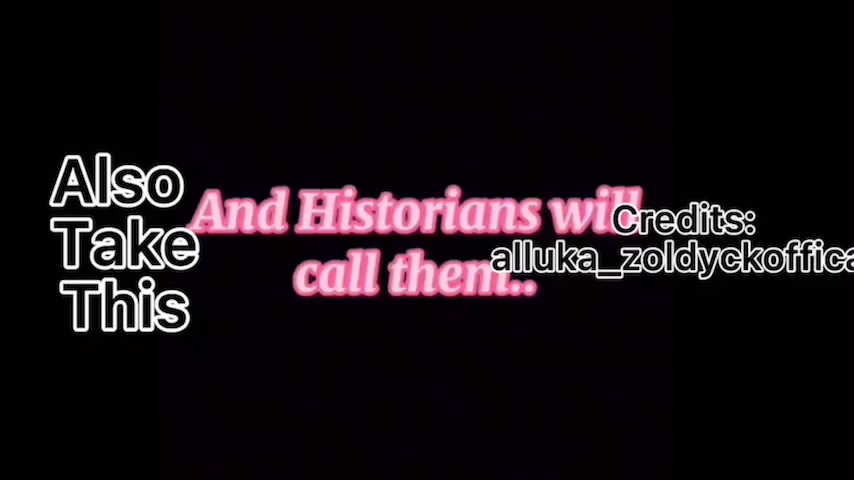 Also
Take
This
And Historians will
call them..
Credits:
alluka_zoldyckoffica